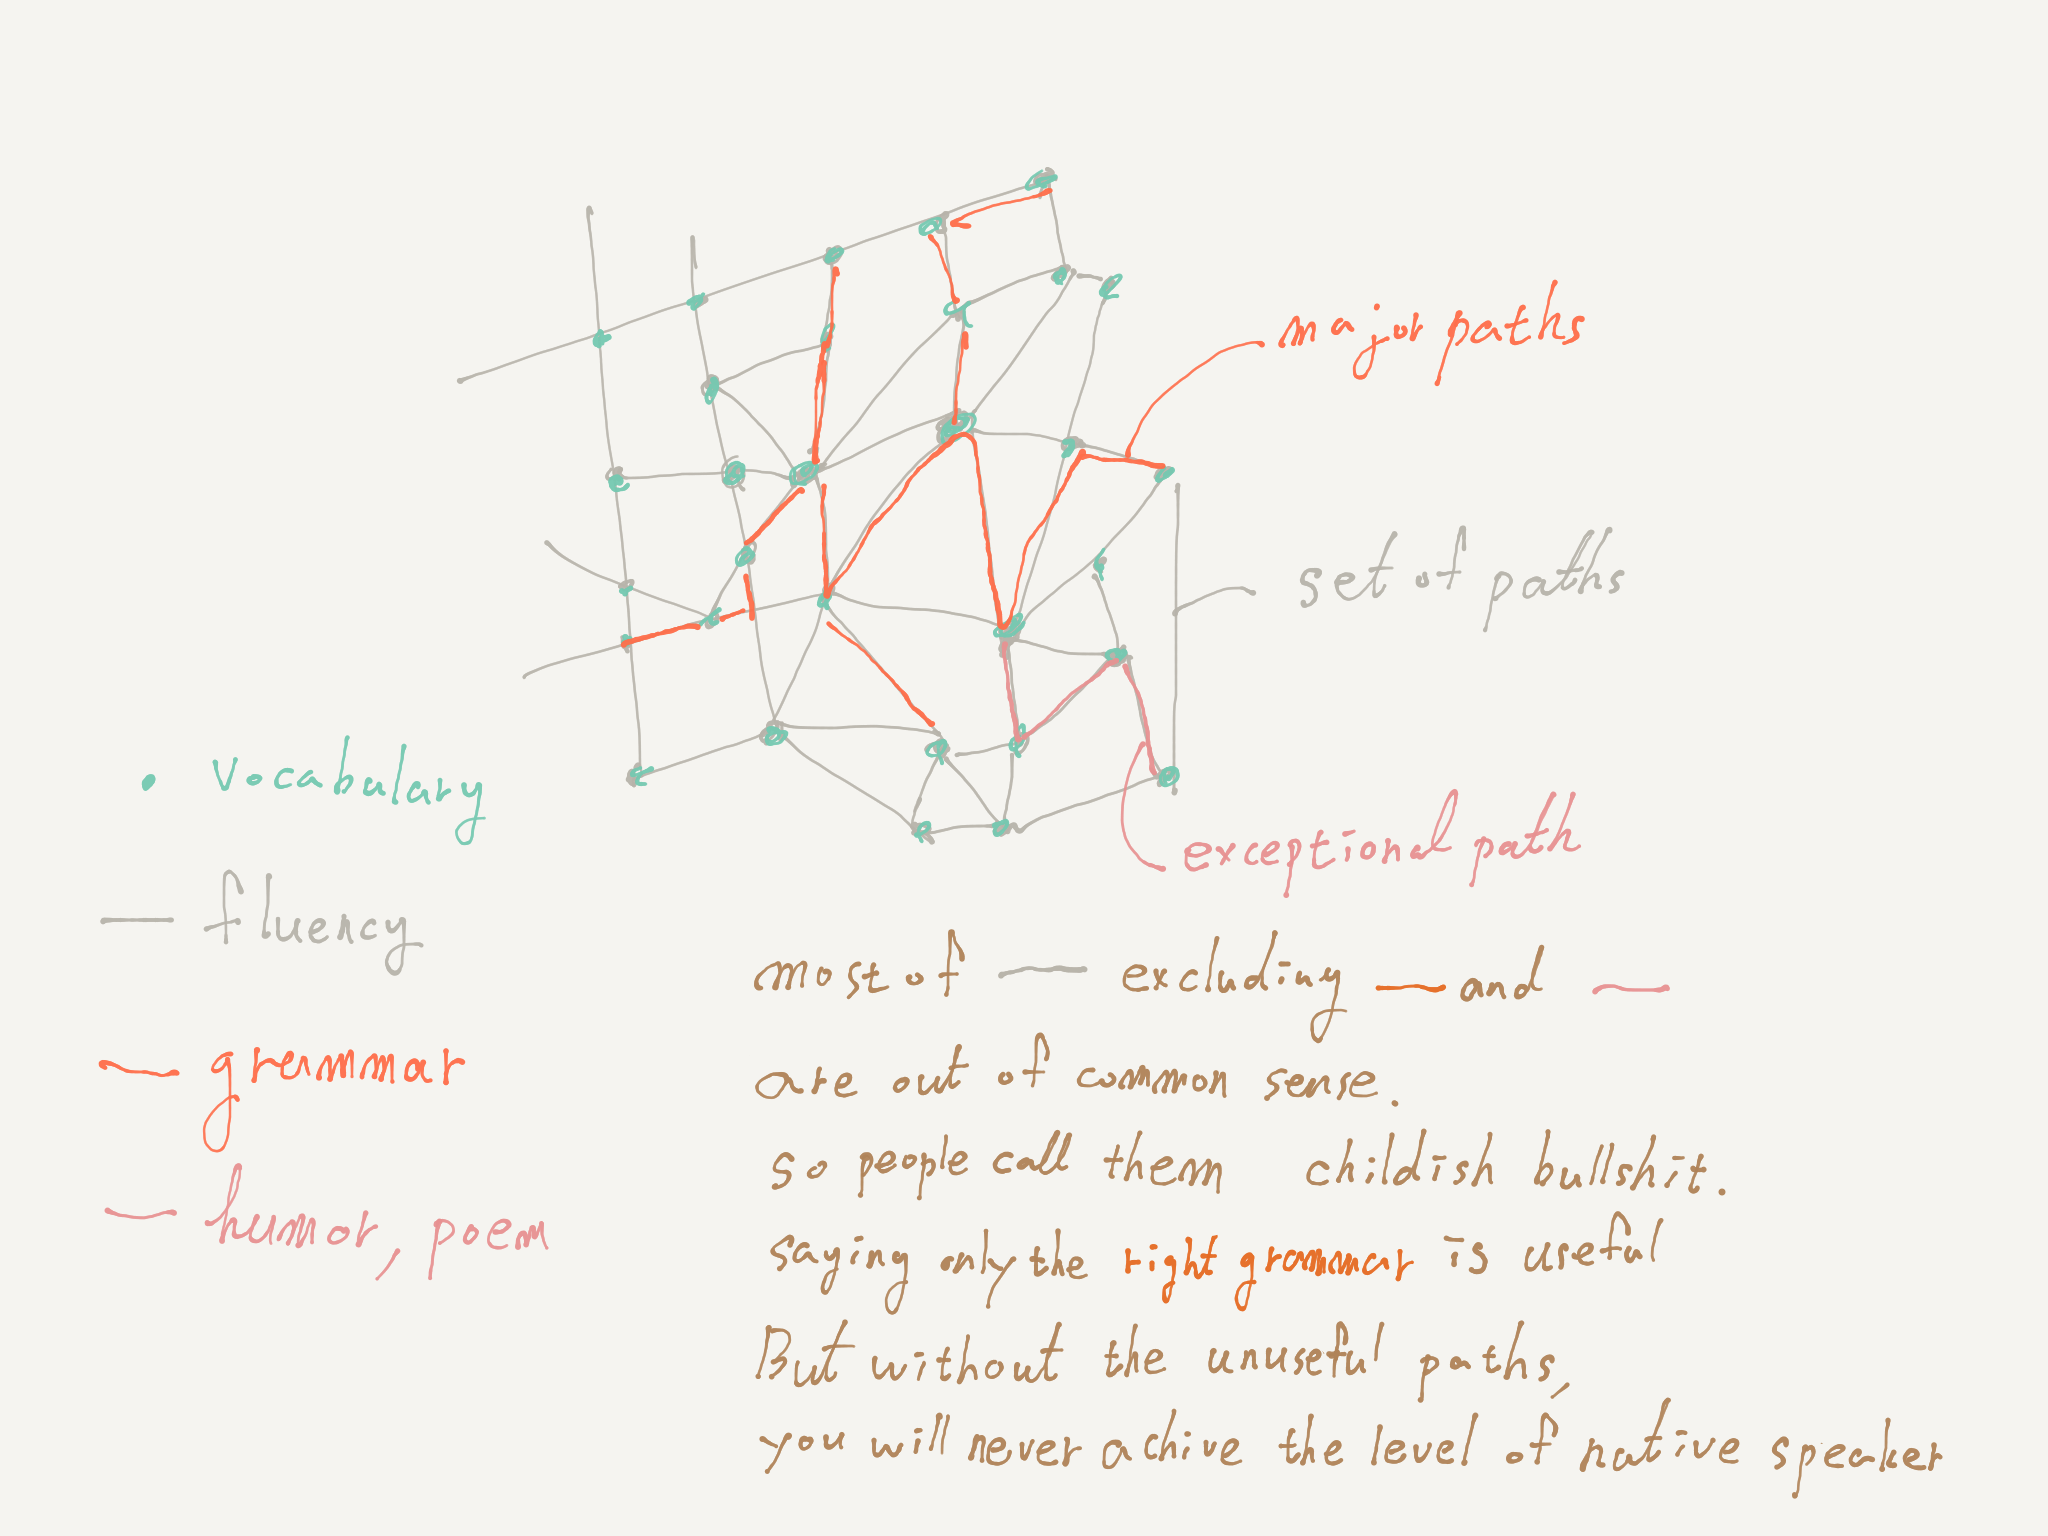 major paths
set of paths
vocabulary
exceptional path
fluency
most of — excluding — and —
grammar
are out of common sense.
so people call them childish bullshit.
humor, poem
saying only the right grammar is useful
But without the unuseful paths,
you will never achive the level of native speaker